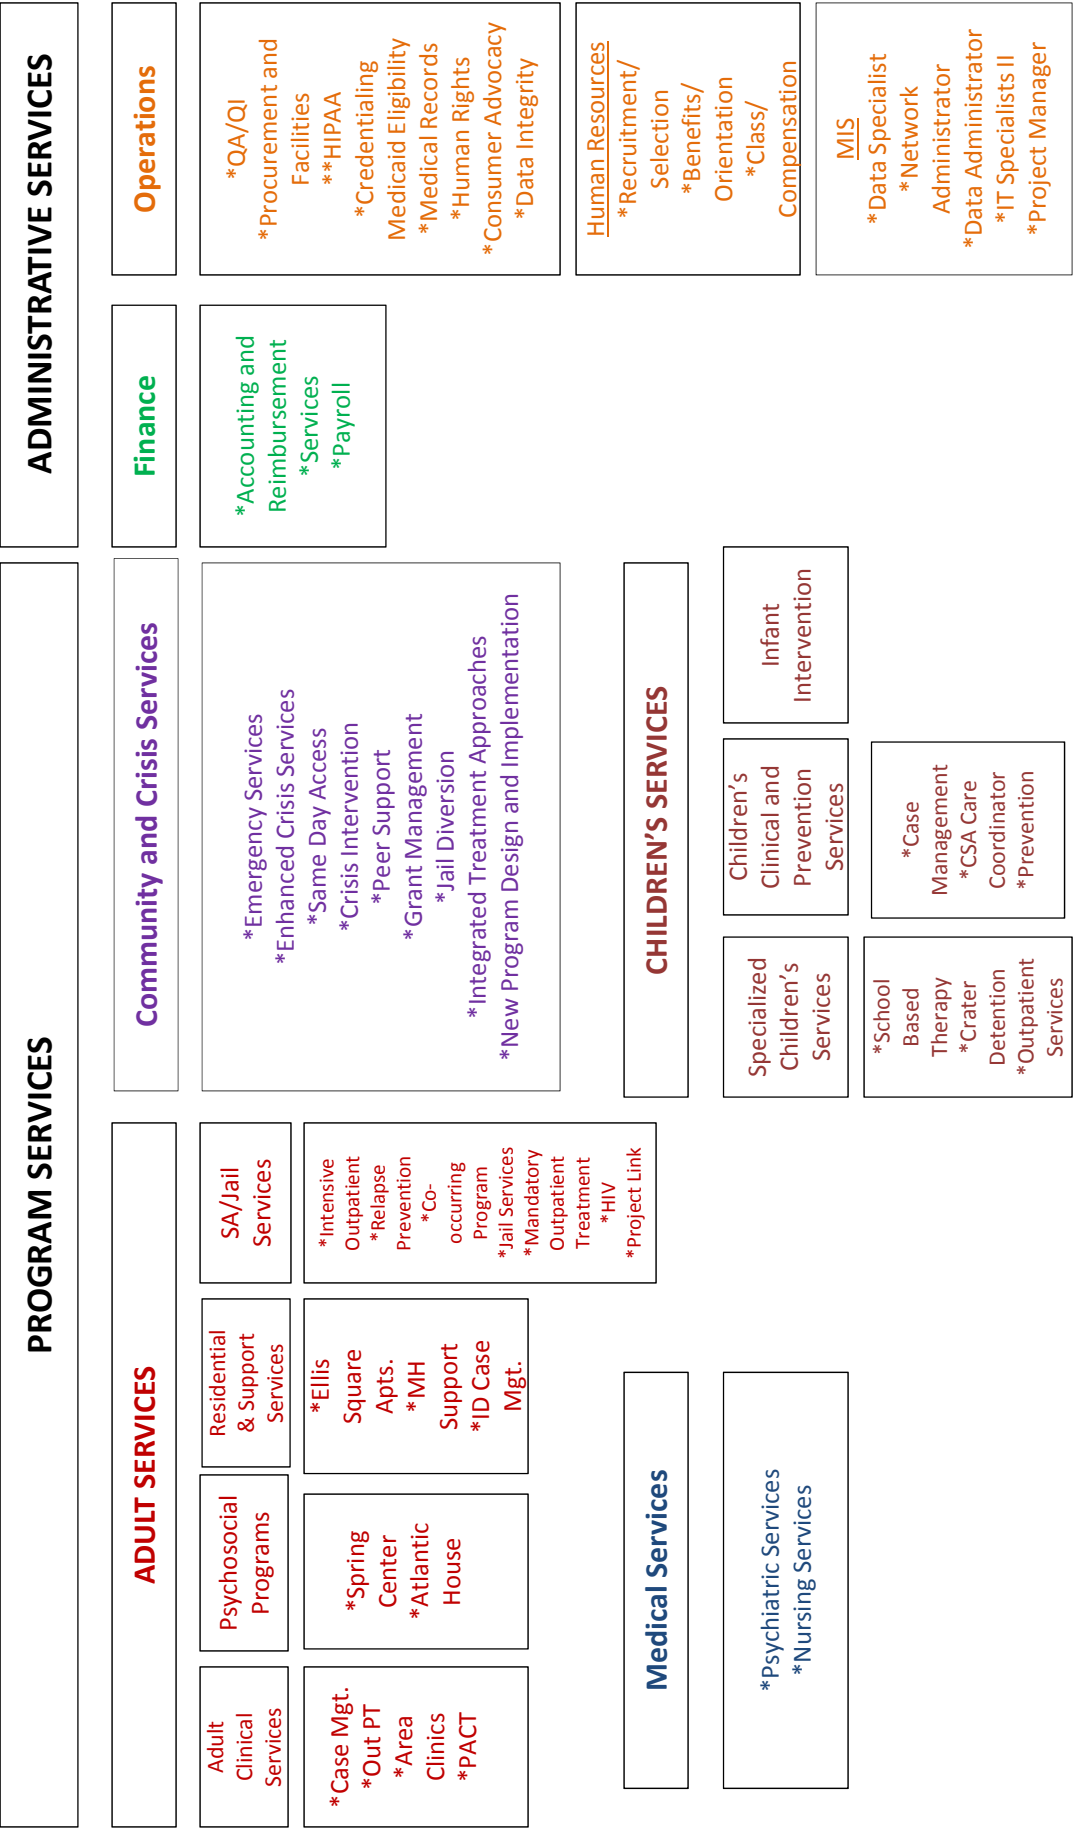 PROGRAM SERVICES
ADMINISTRATIVE SERVICES
ADULT SERVICES
Community and Crisis Services
Finance
Operations
Adult
Clinical
Services
Psychosocial
Programs
Residential
& Support
Services
SA/Jail
Services
*Case Mgt.
*Out PT
*Area
Clinics
*PACT
*Spring
Center
*Atlantic
House
*Ellis
Square
Apts.
*MH
Support
*ID Case
Mgt.
*Intensive
Outpatient
*Relapse
Prevention
*Co-
occurring
Program
*Jail Services
*Mandatory
Outpatient
Treatment
*HIV
*Project Link
*Emergency Services
*Enhanced Crisis Services
*Same Day Access
*Crisis Intervention
*Peer Support
*Grant Management
*Jail Diversion
*Integrated Treatment Approaches
*New Program Design and Implementation
*Accounting and
Reimbursement
*Services
*Payroll
*QA/QI
*Procurement and
Facilities
**HIPAA
*Credentialing
Medicaid Eligibility
*Medical Records
*Human Rights
*Consumer Advocacy
*Data Integrity
Human Resources
*Recruitment/
Selection
*Benefits/
Orientation
*Class/
Compensation
MIS
*Data Specialist
*Network
Administrator
*Data Administrator
*IT Specialists II
*Project Manager
Medical Services
*Psychiatric Services
*Nursing Services
CHILDREN’S SERVICES
Specialized
Children’s
Services
Children’s
Clinical and
Prevention
Services
Infant
Intervention
*School
Based
Therapy
*Crater
Detention
*Outpatient
Services
*Case
Management
*CSA Care
Coordinator
*Prevention